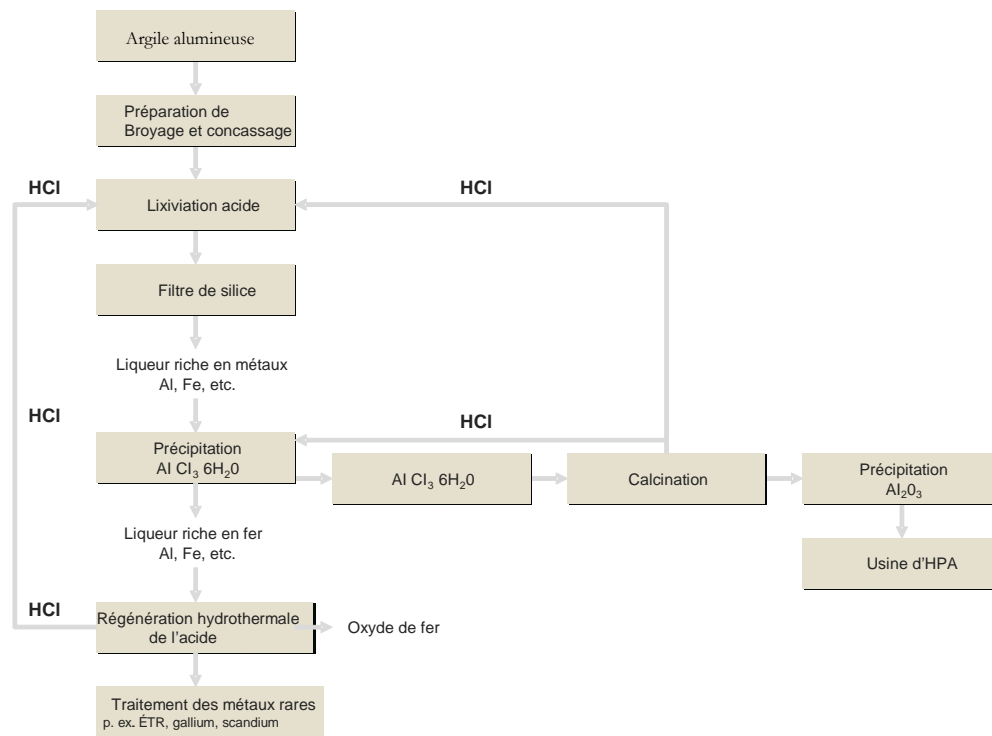 Argile alumineuse
Préparation de
Broyage et concassage
HCl
HCl
Lixiviation acide
Filtre de silice
Liqueur riche en métaux
Al, Fe, etc.
HCl
HCl
Précipitation
Al Cl₃ 6H₂0
Al Cl₃ 6H₂0
Calcination
Précipitation
Al₂0₃
Liqueur riche en fer
Al, Fe, etc.
Usine d’HPA
HCl
Régénération hydrothermale
de l’acide
Oxyde de fer
Traitement des métaux rares
p. ex. ÉTR, gallium, scandium